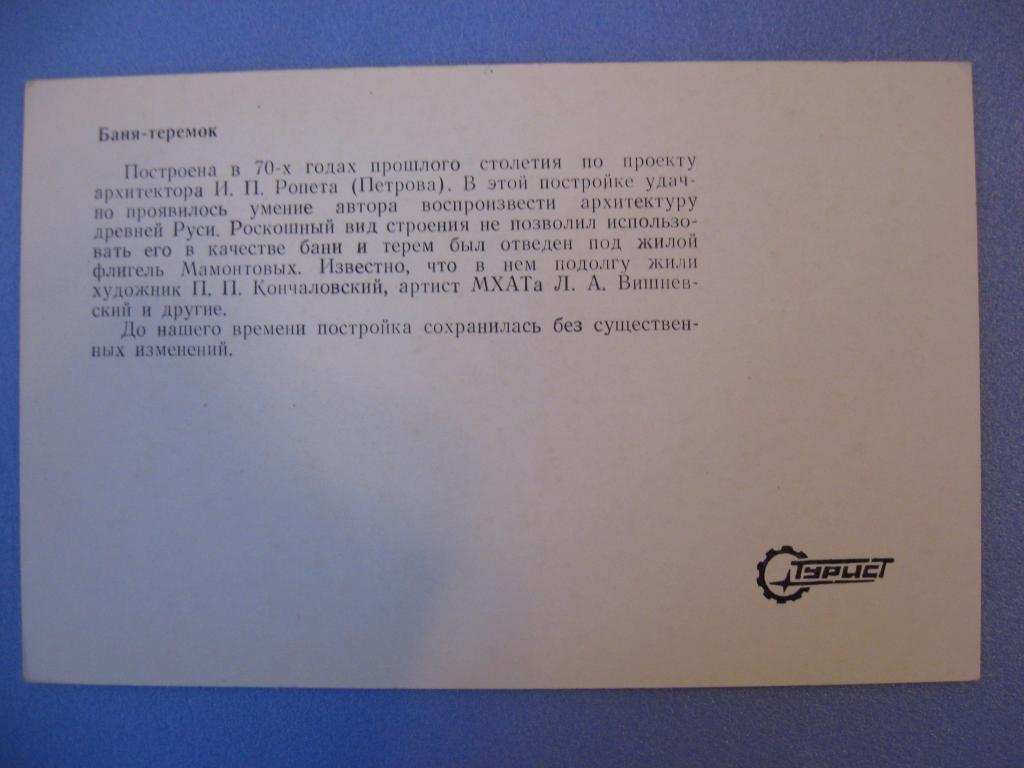 Баня-теремок
Построена в 70-х годах прошлого столетия по проекту
архитектора И. П. Ропета (Петрова). В этой постройке удач-
но проявилось умение автора воспроизвести архитектуру
древней Руси. Роскошный вид строения не позволил использо-
вать его в качестве бани и терем был отведен под жилой
флигель Мамонтовых. Известно, что в нем подолгу жили
художник П. П. Кончаловский, артист МХАТа Л. А. Вишнев-
ский и другие.
До нашего времени постройка сохранилась без существен-
ных изменений.
ТУРИСТ